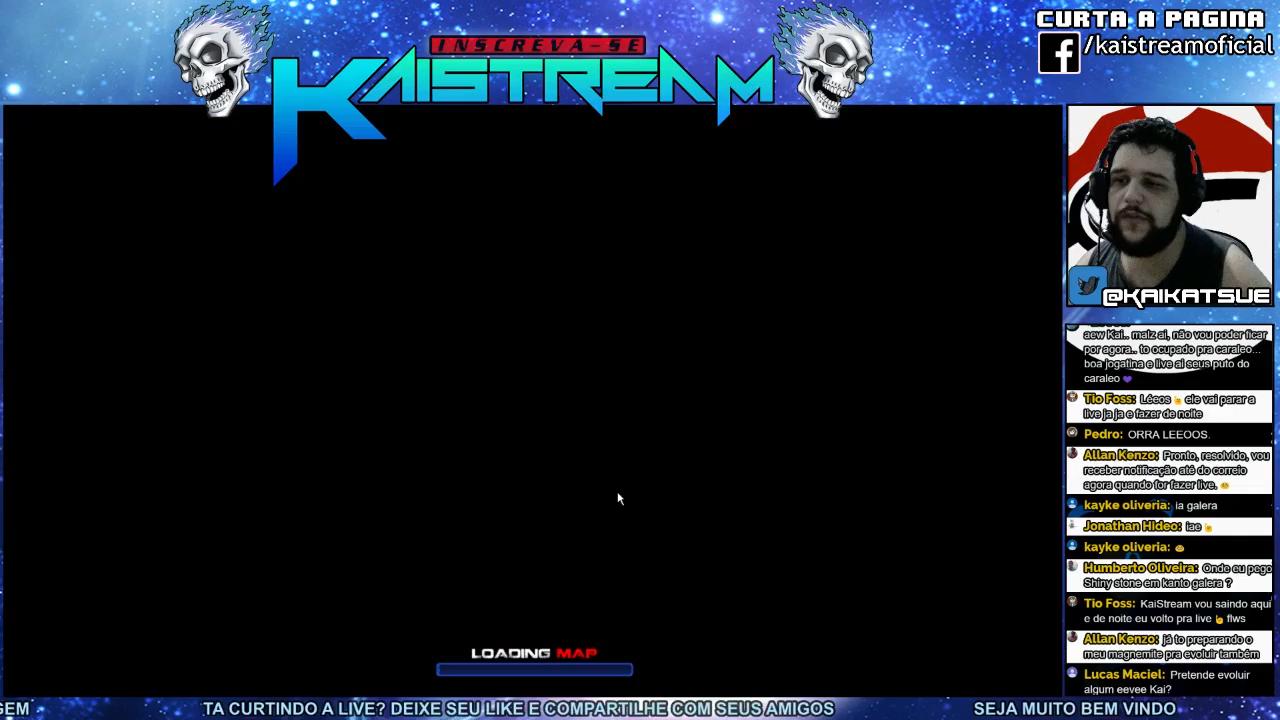 INSCREVA-SE
KAISTREAM
CURTA A PAGINA
/kaistreamoficial
@KAIKATSUE
aew Kai.. malz ai, não vou poder ficar
por agora.. to ocupado pra caraleo...
boa jogatina e live ai seus puto do
caraleo 💜
Tio Foss: Léeos 👆 ele vai parar a
live ja ja e fazer de noite
Pedro: ORRA LEEOOS.
Allan Kenzo: Pronto, resolvido, vou
receber notificação até do correio
agora quando for fazer live.
kayke oliveria: ia galera
Jonathan Hideo: iae
kayke oliveria:
Humberto Oliveira: Onde eu pego
Shiny stone em kanto galera ?
Tio Foss: KaiStream vou saindo aqui
e de noite eu volto pra live flws
Allan Kenzo: já to preparando o
meu magnemite pra evoluir também
Lucas Maciel: Pretende evoluir
algum eevee Kai?
LOADING MAP
GEM TA CURTINDO A LIVE? DEIXE SEU LIKE E COMPARTILHE COM SEUS AMIGOS SEJA MUITO BEM VINDO